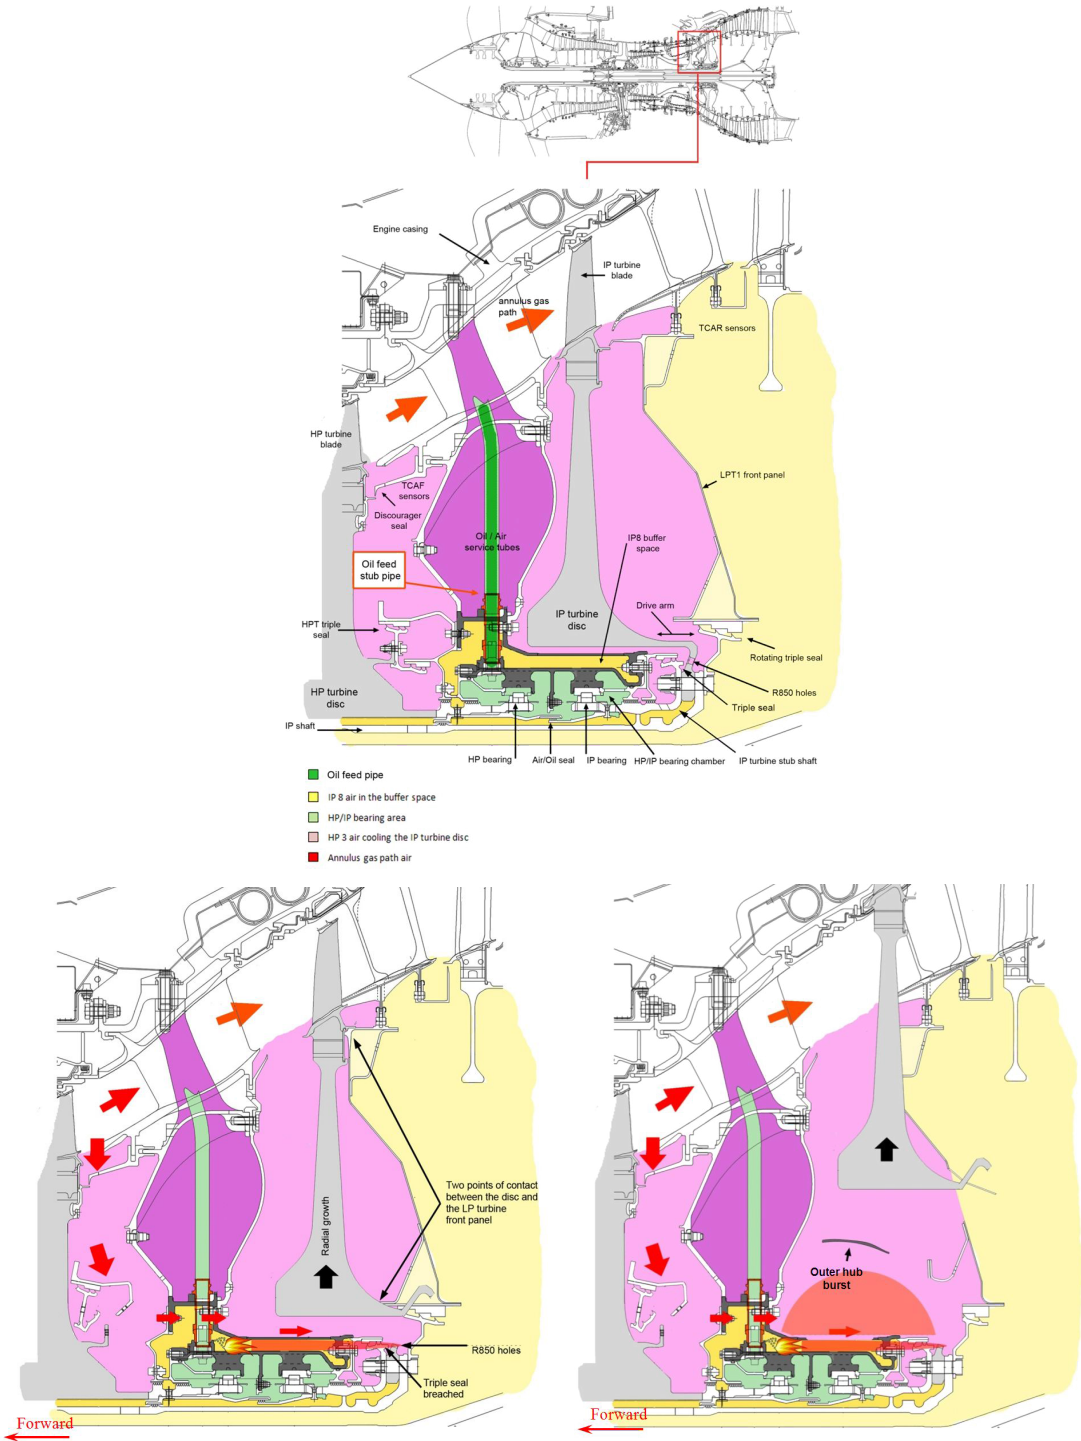 Engine casing
IP turbine
blade
annulus gas
path
TCAR sensors
HP turbine
blade
TCAF
sensors
Discourager
seal
LPT1 front panel
Oil / Air
service tubes
IP8 buffer
space
Oil feed
stub pipe
HPT triple
seal
IP turbine
disc
Drive arm
Rotating triple seal
HP turbine
disc
R850 holes
Triple seal
IP shaft
HP bearing
Air/Oil seal
IP bearing
HP/IP bearing chamber
IP turbine stub shaft
Oil feed pipe
IP 8 air in the buffer space
HP/IP bearing area
HP 3 air cooling the IP turbine disc
Annulus gas path air
Two points of contact
between the disc and
the LP turbine
front panel
Radial growth
R850 holes
Triple seal
breached
Forward
Outer hub
burst
Forward